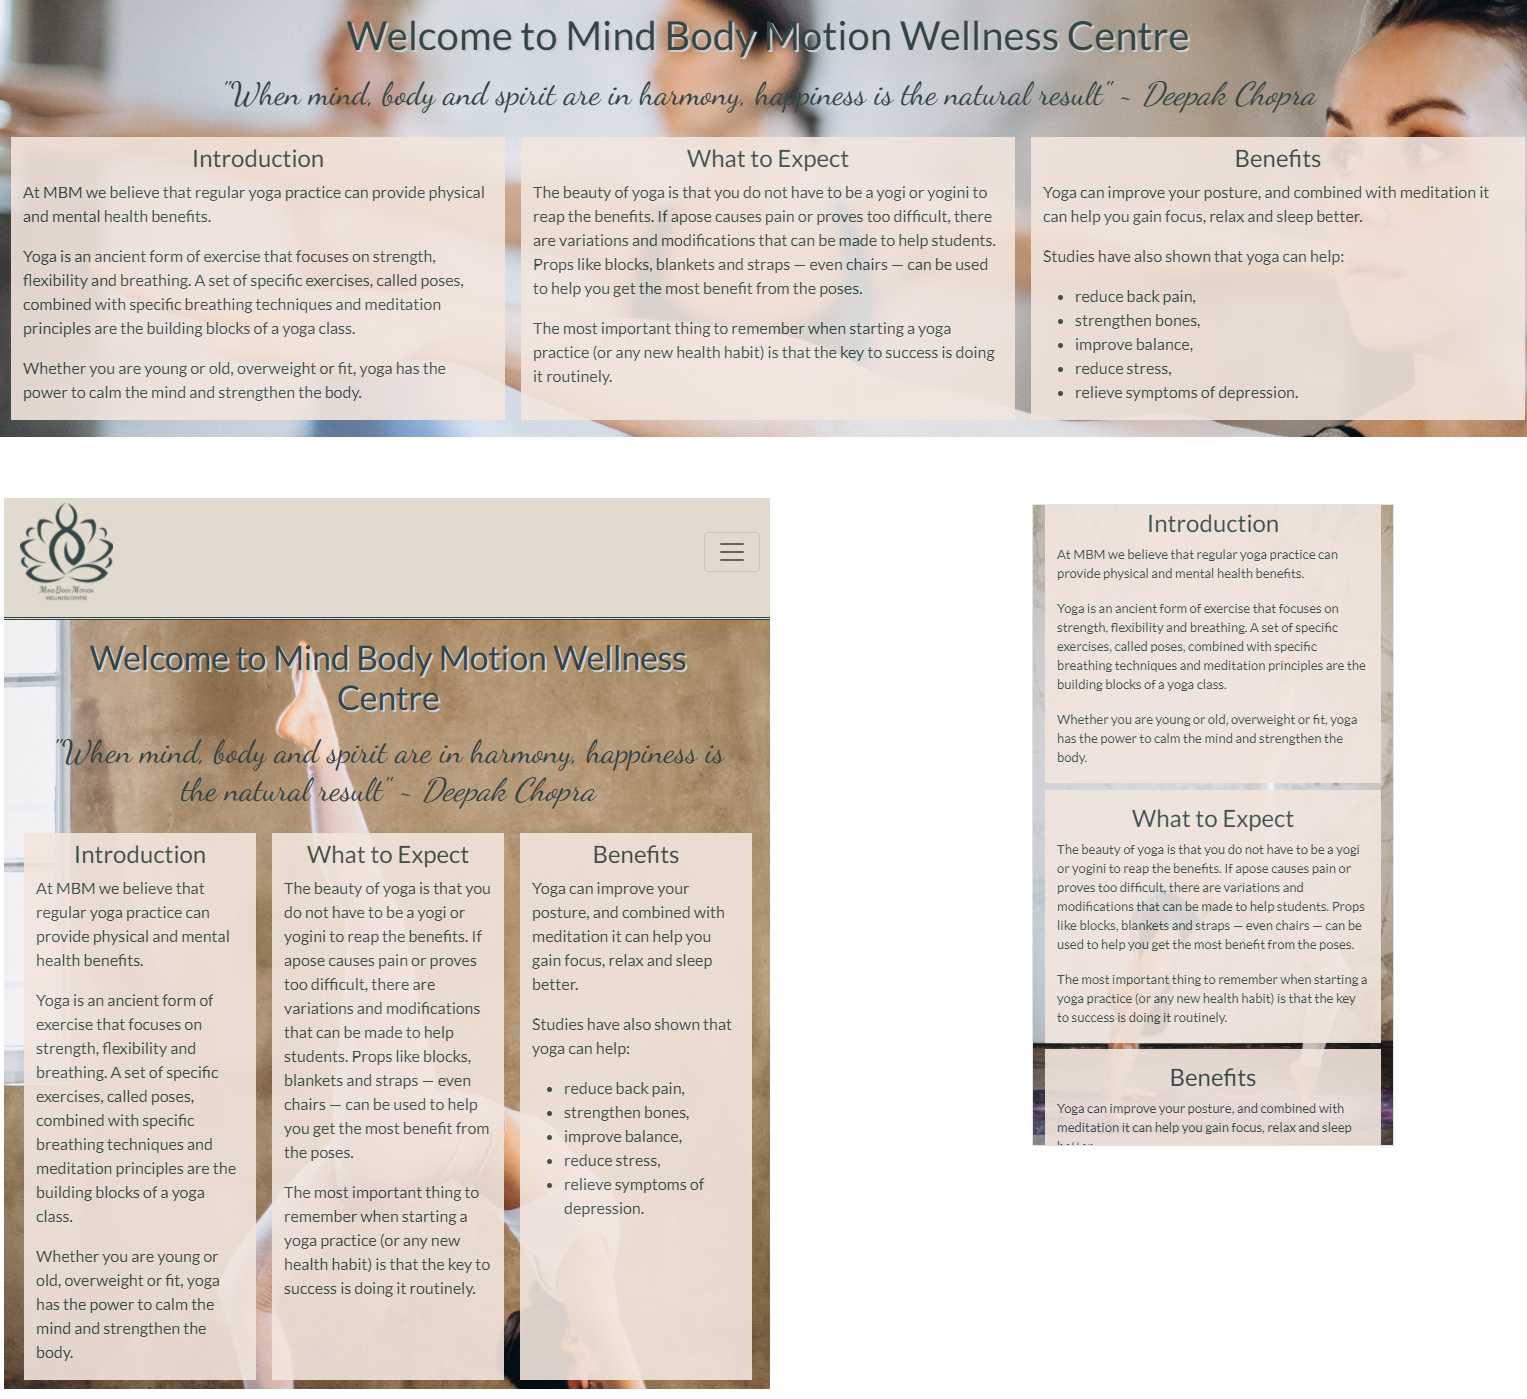 Welcome to Mind Body Motion Wellness Centre
"When mind, body and spirit are in harmony, happiness is the natural result" ~ Deepak Chopra
Introduction
At MBM we believe that regular yoga practice can provide physical
and mental health benefits.
Yoga is an ancient form of exercise that focuses on strength,
flexibility and breathing. A set of specific exercises, called poses,
combined with specific breathing techniques and meditation
principles are the building blocks of a yoga class.
Whether you are young or old, overweight or fit, yoga has the
power to calm the mind and strengthen the body.
What to Expect
The beauty of yoga is that you do not have to be a yogi or yogini to
reap the benefits. If apose causes pain or proves too difficult, there
are variations and modifications that can be made to help students.
Props like blocks, blankets and straps — even chairs — can be used
to help you get the most benefit from the poses.
The most important thing to remember when starting a yoga
practice (or any new health habit) is that the key to success is doing
it routinely.
Benefits
Yoga can improve your posture, and combined with meditation it
can help you gain focus, relax and sleep better.
Studies have also shown that yoga can help:
• reduce back pain,
• strengthen bones,
• improve balance,
• reduce stress,
• relieve symptoms of depression.
MIND BODY MOTION
WELLNESS CENTRE
Welcome to Mind Body Motion Wellness
Centre
"When mind, body and spirit are in harmony, happiness is
the natural result" ~ Deepak Chopra
Introduction
At MBM we believe that
regular yoga practice can
provide physical and mental
health benefits.
Yoga is an ancient form of
exercise that focuses on
strength, flexibility and
breathing. A set of specific
exercises, called poses,
combined with specific
breathing techniques and
meditation principles are the
building blocks of a yoga
class.
Whether you are young or
old, overweight or fit, yoga
has the power to calm the
mind and strengthen the
body.
What to Expect
The beauty of yoga is that you
do not have to be a yogi or
yogini to reap the benefits. If
apose causes pain or proves
too difficult, there are
variations and modifications
that can be made to help
students. Props like blocks,
blankets and straps — even
chairs — can be used to help
you get the most benefit from
the poses.
The most important thing to
remember when starting a
yoga practice (or any new
health habit) is that the key to
success is doing it routinely.
Benefits
Yoga can improve your
posture, and combined with
meditation it can help you
gain focus, relax and sleep
better.
Studies have also shown that
yoga can help:
• reduce back pain,
• strengthen bones,
• improve balance,
• reduce stress,
• relieve symptoms of
depression.
Introduction
At MBM we believe that regular yoga practice can
provide physical and mental health benefits.
Yoga is an ancient form of exercise that focuses on
strength, flexibility and breathing. A set of specific
exercises, called poses, combined with specific
breathing techniques and meditation principles are the
building blocks of a yoga class.
Whether you are young or old, overweight or fit, yoga
has the power to calm the mind and strengthen the
body.
What to Expect
The beauty of yoga is that you do not have to be a yogi
or yogini to reap the benefits. If apose causes pain or
proves too difficult, there are variations and
modifications that can be made to help students. Props
like blocks, blankets and straps — even chairs — can be
used to help you get the most benefit from the poses.
The most important thing to remember when starting a
yoga practice (or any new health habit) is that the key
to success is doing it routinely.
Benefits
Yoga can improve your posture, and combined with
meditation it can help you gain focus, relax and sleep